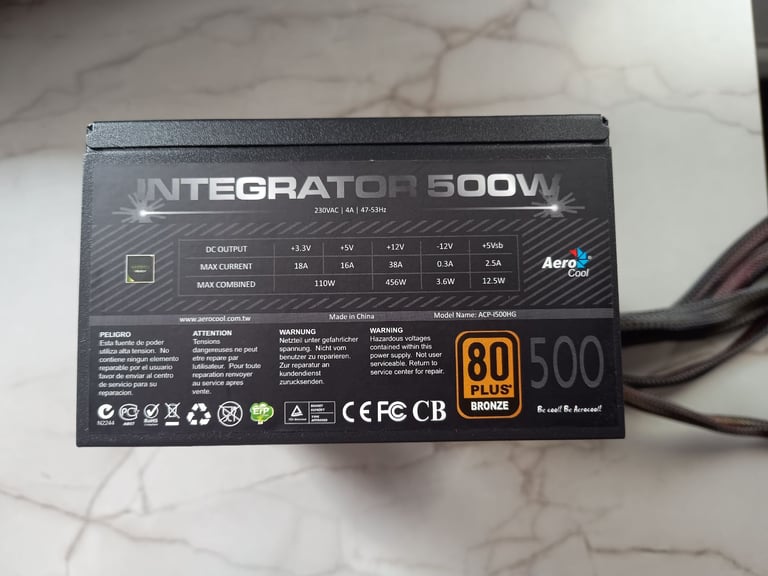 INTEGRATOR 500W
230VAC | 4A | 47-53Hz
DC OUTPUT +3.3V +5V +12V -12V +5Vsb
MAX CURRENT 18A 16A 38A 0.3A 2.5A
MAX COMBINED 110W 456W 3.6W 12.5W
Aero
Cool
www.aerocool.com.tw Made in China Model Name: ACP-I500HG
PELIGRO
Esta fuente de poder
utiliza alta tension. No
contiene ningun elemento
reparable por el usuario
favor de enviar al centro
de servicio para su
reparacion.
ATTENTION
Tensions
dangereuses ne peut
etre repare par
l'utilisateur. Pour toute
reparation renvoyer
au service apres
vente.
WARNUNG
Netzteil unter gefahrlicher
spannung. Nicht vom
benutzer zu reparieren.
Zur reparatur an
kundendienst
zurucksenden.
WARNING
Hazardous voltages
contained within this
power supply. Not user
serviceable. Return to
service center for repair.
80
PLUS
BRONZE
500
Be cool! Be Aerocool!
N2244
RoHS
ErP
CE FC CB